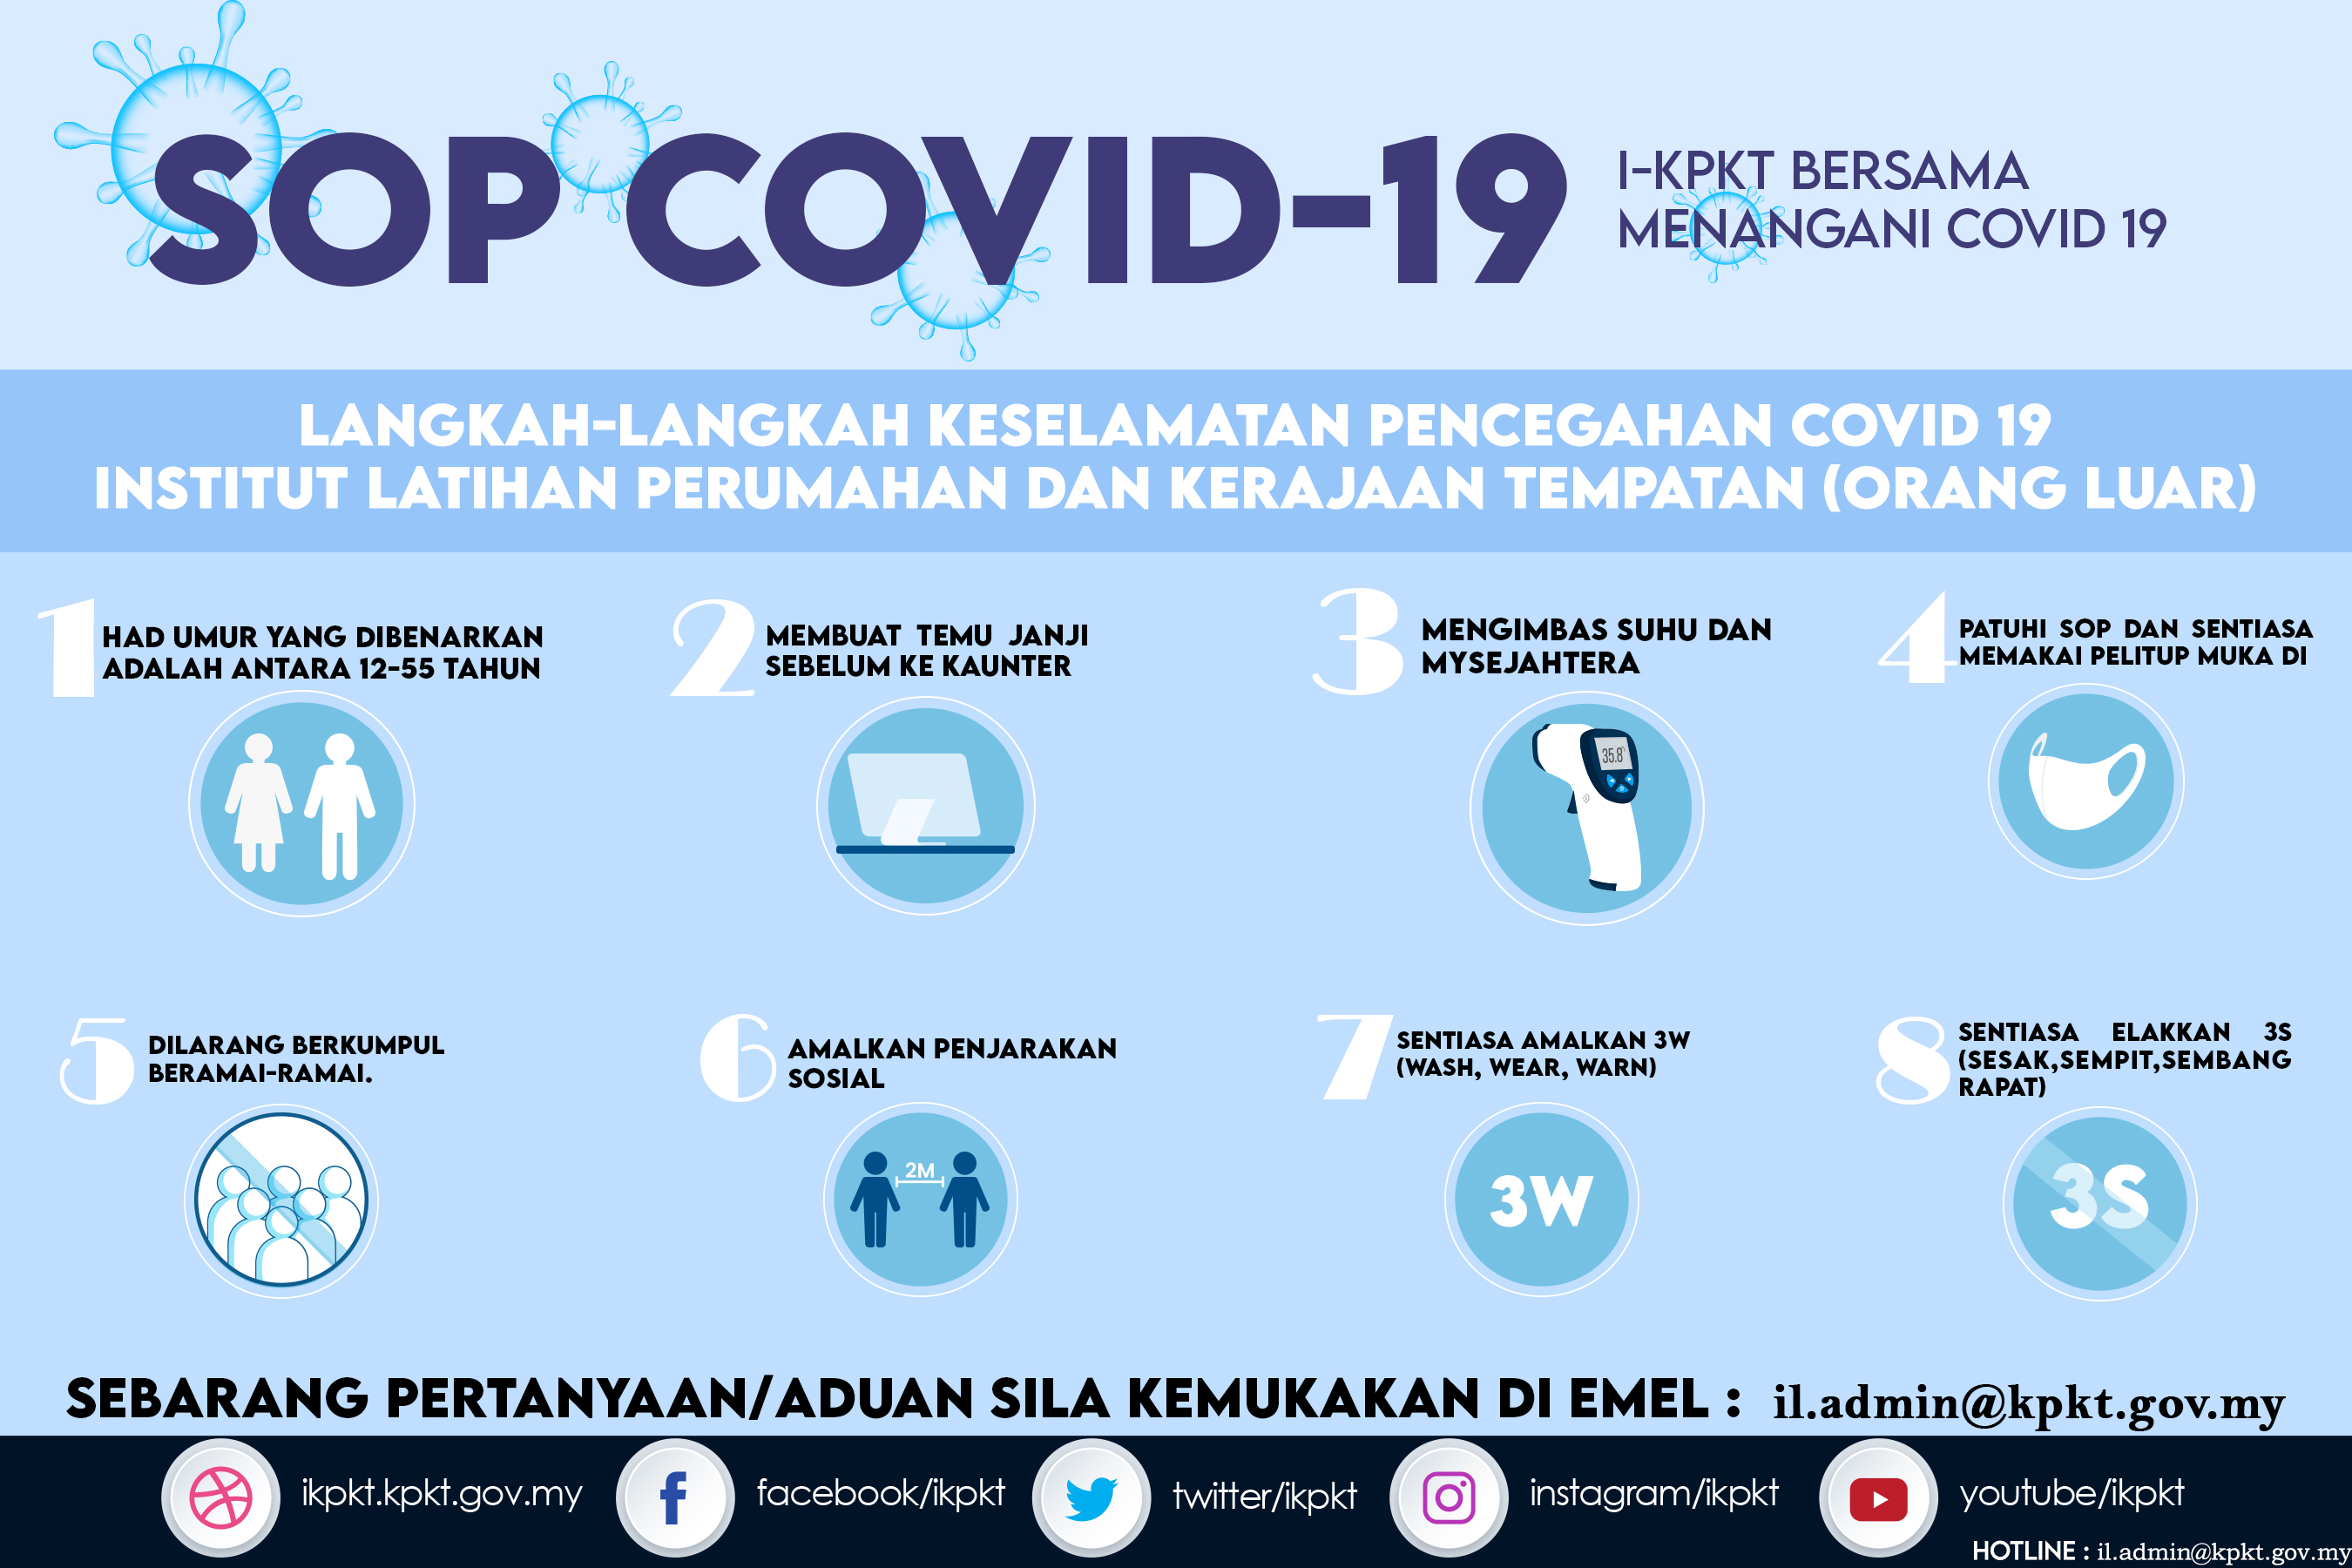 SOP COVID-19
I-KPKT BERSAMA
MENANGANI COVID 19
LANGKAH-LANGKAH KESELAMATAN PENCEGAHAN COVID 19
INSTITUT LATIHAN PERUMAHAN DAN KERAJAAN TEMPATAN (ORANG LUAR)
1
HAD UMUR YANG DIBENARKAN
ADALAH ANTARA 12-55 TAHUN
2
MEMBUAT TEMU JANJI
SEBELUM KE KAUNTER
3
MENGIMBAS SUHU DAN
MYSEJAHTERA
35.8°
4
PATUHI SOP DAN SENTIASA
MEMAKAI PELITUP MUKA DI
5
DILARANG BERKUMPUL
BERAMAI-RAMAI.
6
AMALKAN PENJARAKAN
SOSIAL
2M
7
SENTIASA AMALKAN 3W
(WASH, WEAR, WARN)
3W
8
SENTIASA ELAKKAN 3S
(SESAK,SEMPIT,SEMBANG
RAPAT)
3S
SEBARANG PERTANYAAN/ADUAN SILA KEMUKAKAN DI EMEL : il.admin@kpkt.gov.my
ikpkt.kpkt.gov.my
facebook/ikpkt
twitter/ikpkt
instagram/ikpkt
youtube/ikpkt
HOTLINE : il.admin@kpkt.gov.my